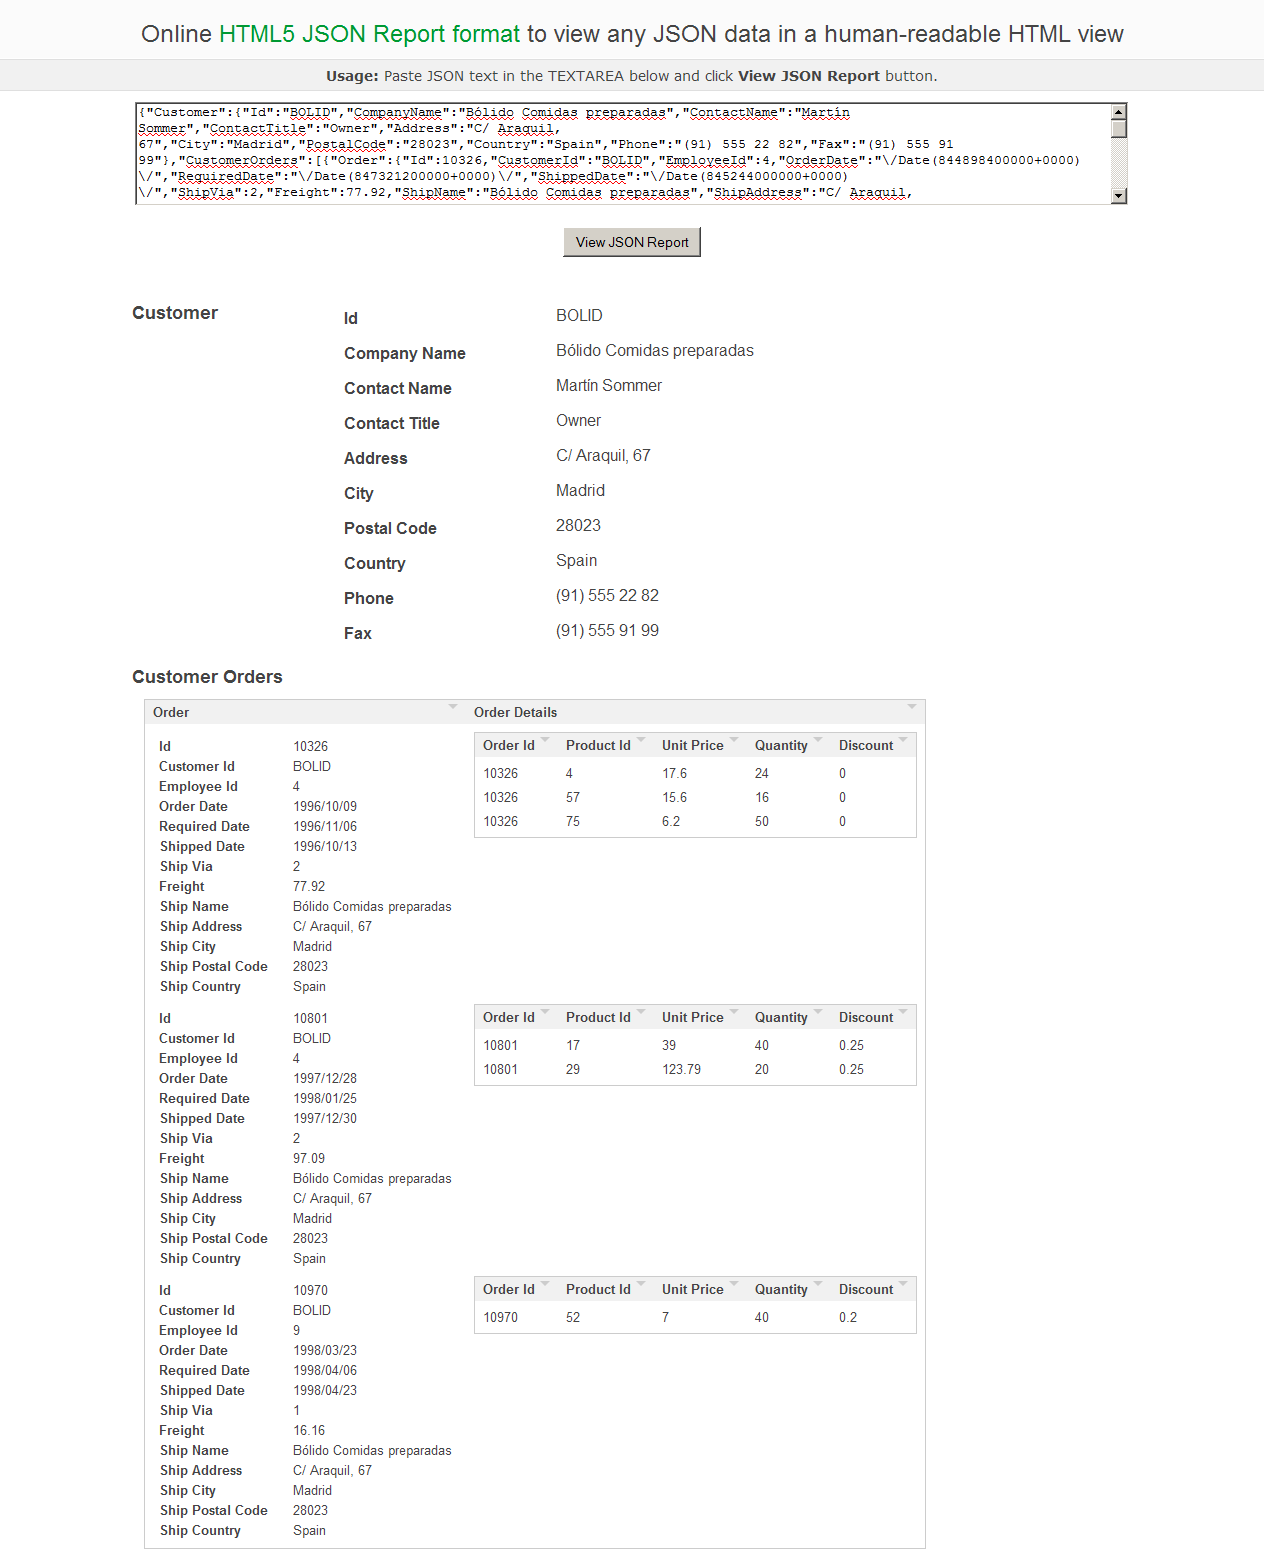 Online HTML5 JSON Report format to view any JSON data in a human-readable HTML view
Usage: Paste JSON text in the TEXTAREA below and click View JSON Report button.
{"Customer":{"Id":"BOLID","CompanyName":"Bólido Comidas preparadas","ContactName":"Martín
Sommer","ContactTitle":"Owner","Address":"C/ Araquil,
67","City":"Madrid","PostalCode":"28023","Country":"Spain","Phone":"(91) 555 22 82","Fax":"(91) 555 91
99"},"CustomerOrders":[{"Order":{"Id":10326,"CustomerId":"BOLID","EmployeeId":4,"OrderDate":"\/Date(844898400000+0000)
\/","RequiredDate":"\/Date(847321200000+0000)\/","ShippedDate":"\/Date(845244000000+0000)
\/","ShipVia":2,"Freight":77.92,"ShipName":"Bólido Comidas preparadas","ShipAddress":"C/ Araquil,
View JSON Report
Customer
Id BOLID
Company Name Bólido Comidas preparadas
Contact Name Martín Sommer
Contact Title Owner
Address C/ Araquil, 67
City Madrid
Postal Code 28023
Country Spain
Phone (91) 555 22 82
Fax (91) 555 91 99
Customer Orders
Order Order Details
Id 10326
Customer Id BOLID
Employee Id 4
Order Date 1996/10/09
Required Date 1996/11/06
Shipped Date 1996/10/13
Ship Via 2
Freight 77.92
Ship Name Bólido Comidas preparadas
Ship Address C/ Araquil, 67
Ship City Madrid
Ship Postal Code 28023
Ship Country Spain
Order Id Product Id Unit Price Quantity Discount
10326 4 17.6 24 0
10326 57 15.6 16 0
10326 75 6.2 50 0
Id 10801
Customer Id BOLID
Employee Id 4
Order Date 1997/12/28
Required Date 1998/01/25
Shipped Date 1997/12/30
Ship Via 2
Freight 97.09
Ship Name Bólido Comidas preparadas
Ship Address C/ Araquil, 67
Ship City Madrid
Ship Postal Code 28023
Ship Country Spain
Order Id Product Id Unit Price Quantity Discount
10801 17 39 40 0.25
10801 29 123.79 20 0.25
Id 10970
Customer Id BOLID
Employee Id 9
Order Date 1998/03/23
Required Date 1998/04/06
Shipped Date 1998/04/23
Ship Via 1
Freight 16.16
Ship Name Bólido Comidas preparadas
Ship Address C/ Araquil, 67
Ship City Madrid
Ship Postal Code 28023
Ship Country Spain
Order Id Product Id Unit Price Quantity Discount
10970 52 7 40 0.2